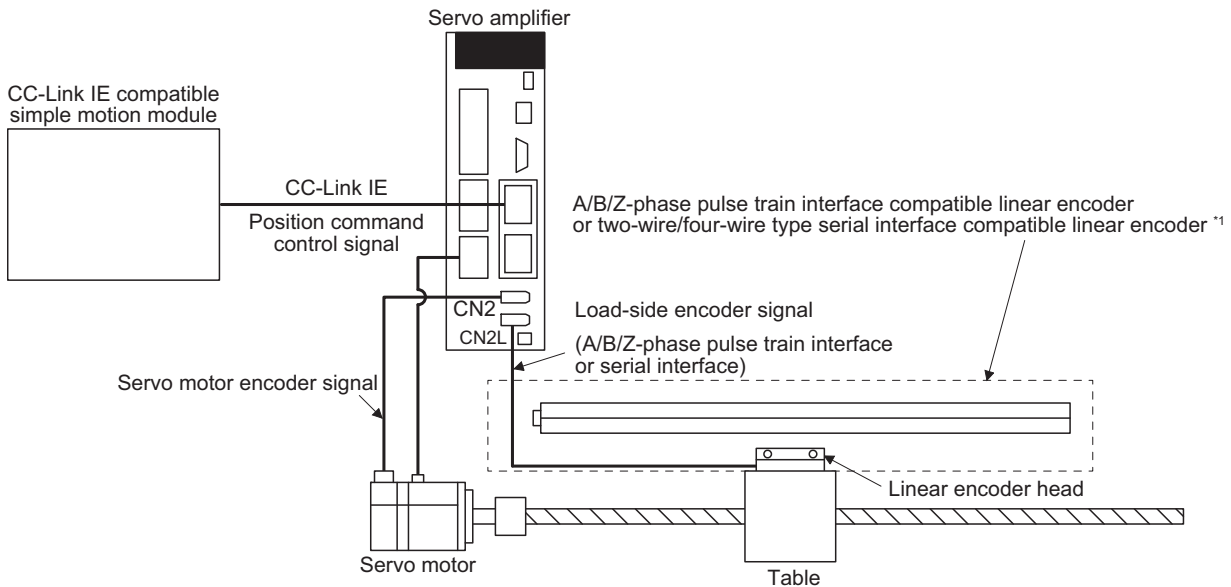 Servo amplifier
CC-Link IE compatible
simple motion module
CC-Link IE
Position command
control signal
A/B/Z-phase pulse train interface compatible linear encoder
or two-wire/four-wire type serial interface compatible linear encoder *1
CN2
CN2L
Load-side encoder signal
(A/B/Z-phase pulse train interface
or serial interface)
Servo motor encoder signal
Linear encoder head
Servo motor
Table